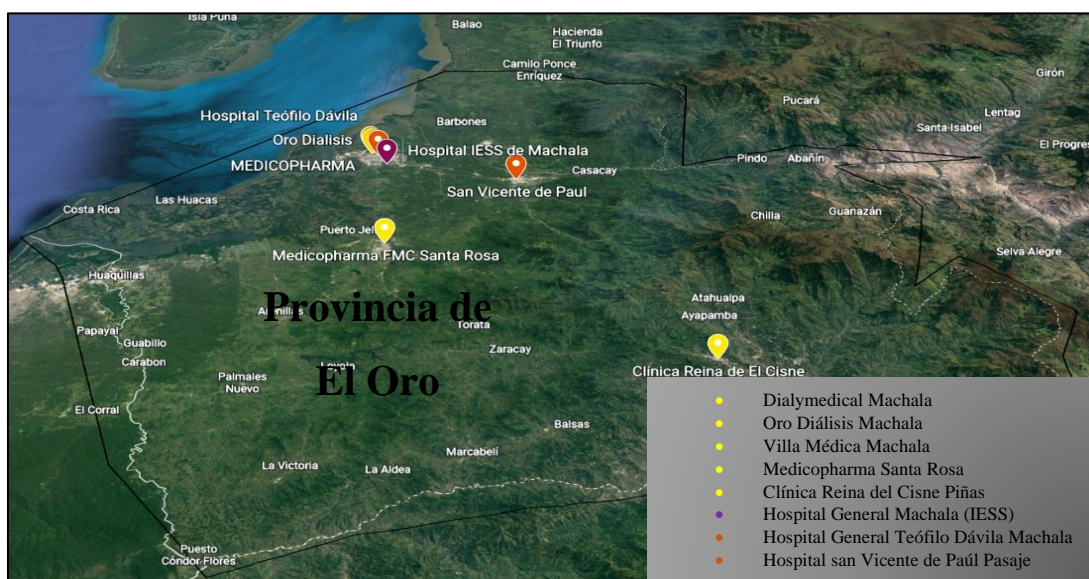 Isla Puná
Balao
Hacienda
El Triunfo
Camilo Ponce
Enríquez
Girón
Pucará
Lentag
Hospital Teófilo Dávila
Barbones
Santa Isabel
Oro Dialisis
El Progres
Hospital IESS de Machala
MEDICOPHARMA
Pindo
Abañin
Casacay
San Vicente de Paul
Las Huacas
Costa Rica
Chilla
Guanazán
Puerto Jel
Medicopharma FMC Santa Rosa
Selva Alegre
Huaquillas
Atahualpa
Provincia de
Ayapamba
Papayal
Torata
Guabillo
Zaracay
Carabon
Clínica Reina de El Cisne
El Oro
Palmales
Nuevo
El Corral
Balsas
Marcabelí
La Victoria
La Aldea
Puesto
Cóndor Flores
• Dialymedical Machala
• Oro Diálisis Machala
• Villa Médica Machala
• Medicopharma Santa Rosa
• Clínica Reina del Cisne Piñas
• Hospital General Machala (IESS)
• Hospital General Teófilo Dávila Machala
• Hospital san Vicente de Paúl Pasaje